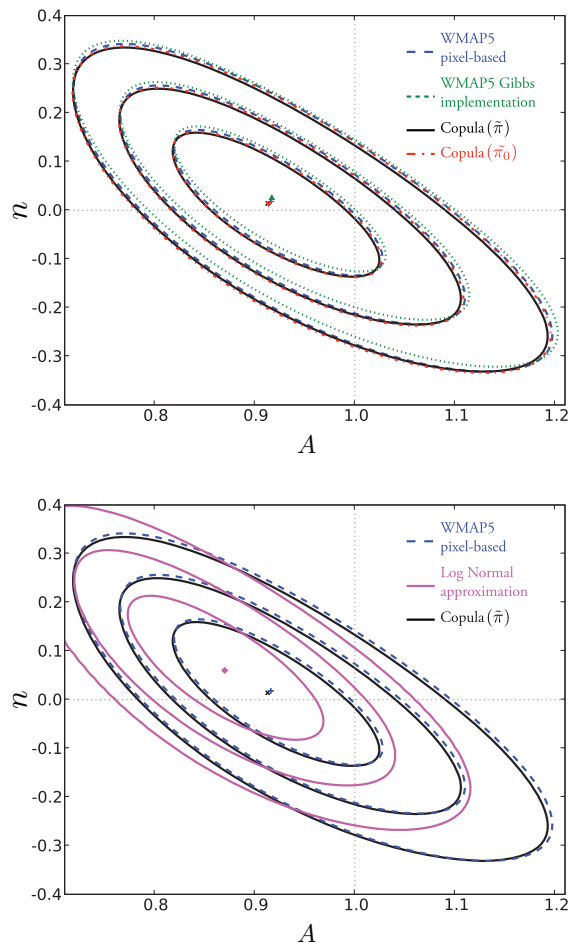 0.4
WMAP5
pixel-based
WMAP5 Gibbs
implementation
Copula (π̃)
Copula (π̃₀)
0.3
0.2
0.1
0.0
-0.1
-0.2
-0.3
-0.4
n
0.8 0.9 1.0 1.1 1.2
A
0.4
WMAP5
pixel-based
Log Normal
approximation
Copula (π̃)
0.3
0.2
0.1
0.0
-0.1
-0.2
-0.3
-0.4
n
0.8 0.9 1.0 1.1 1.2
A